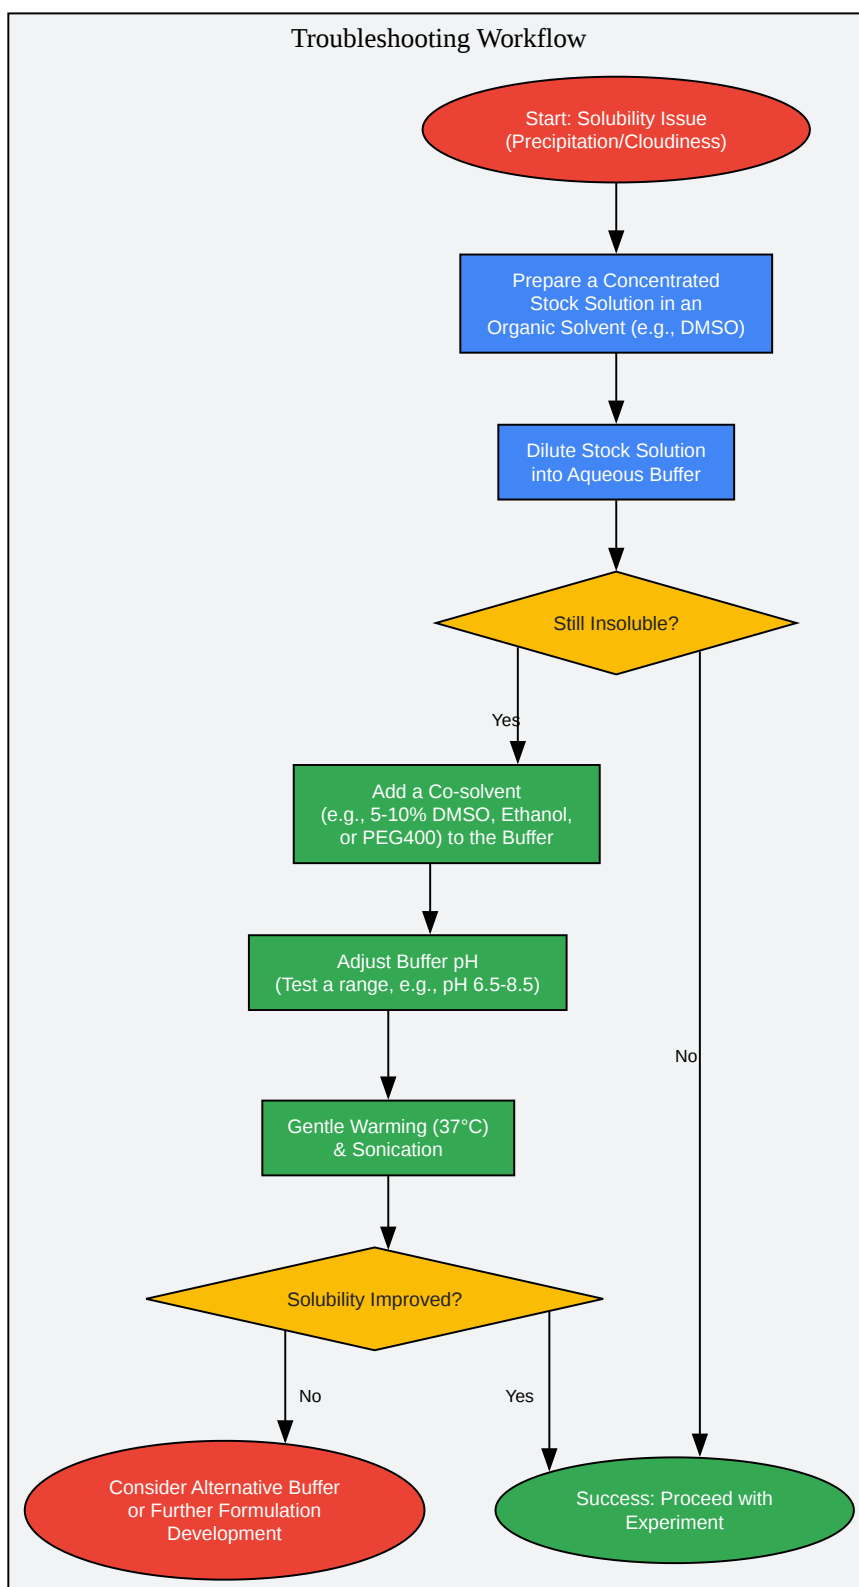 Troubleshooting Workflow
Start: Solubility Issue
(Precipitation/Cloudiness)
Prepare a Concentrated
Stock Solution in an
Organic Solvent (e.g., DMSO)
Dilute Stock Solution
into Aqueous Buffer
Still Insoluble?
Yes
Add a Co-solvent
(e.g., 5-10% DMSO, Ethanol,
or PEG400) to the Buffer
Adjust Buffer pH
(Test a range, e.g., pH 6.5-8.5)
No
Gentle Warming (37°C)
& Sonication
Solubility Improved?
No
Yes
Consider Alternative Buffer
or Further Formulation
Development
Success: Proceed with
Experiment